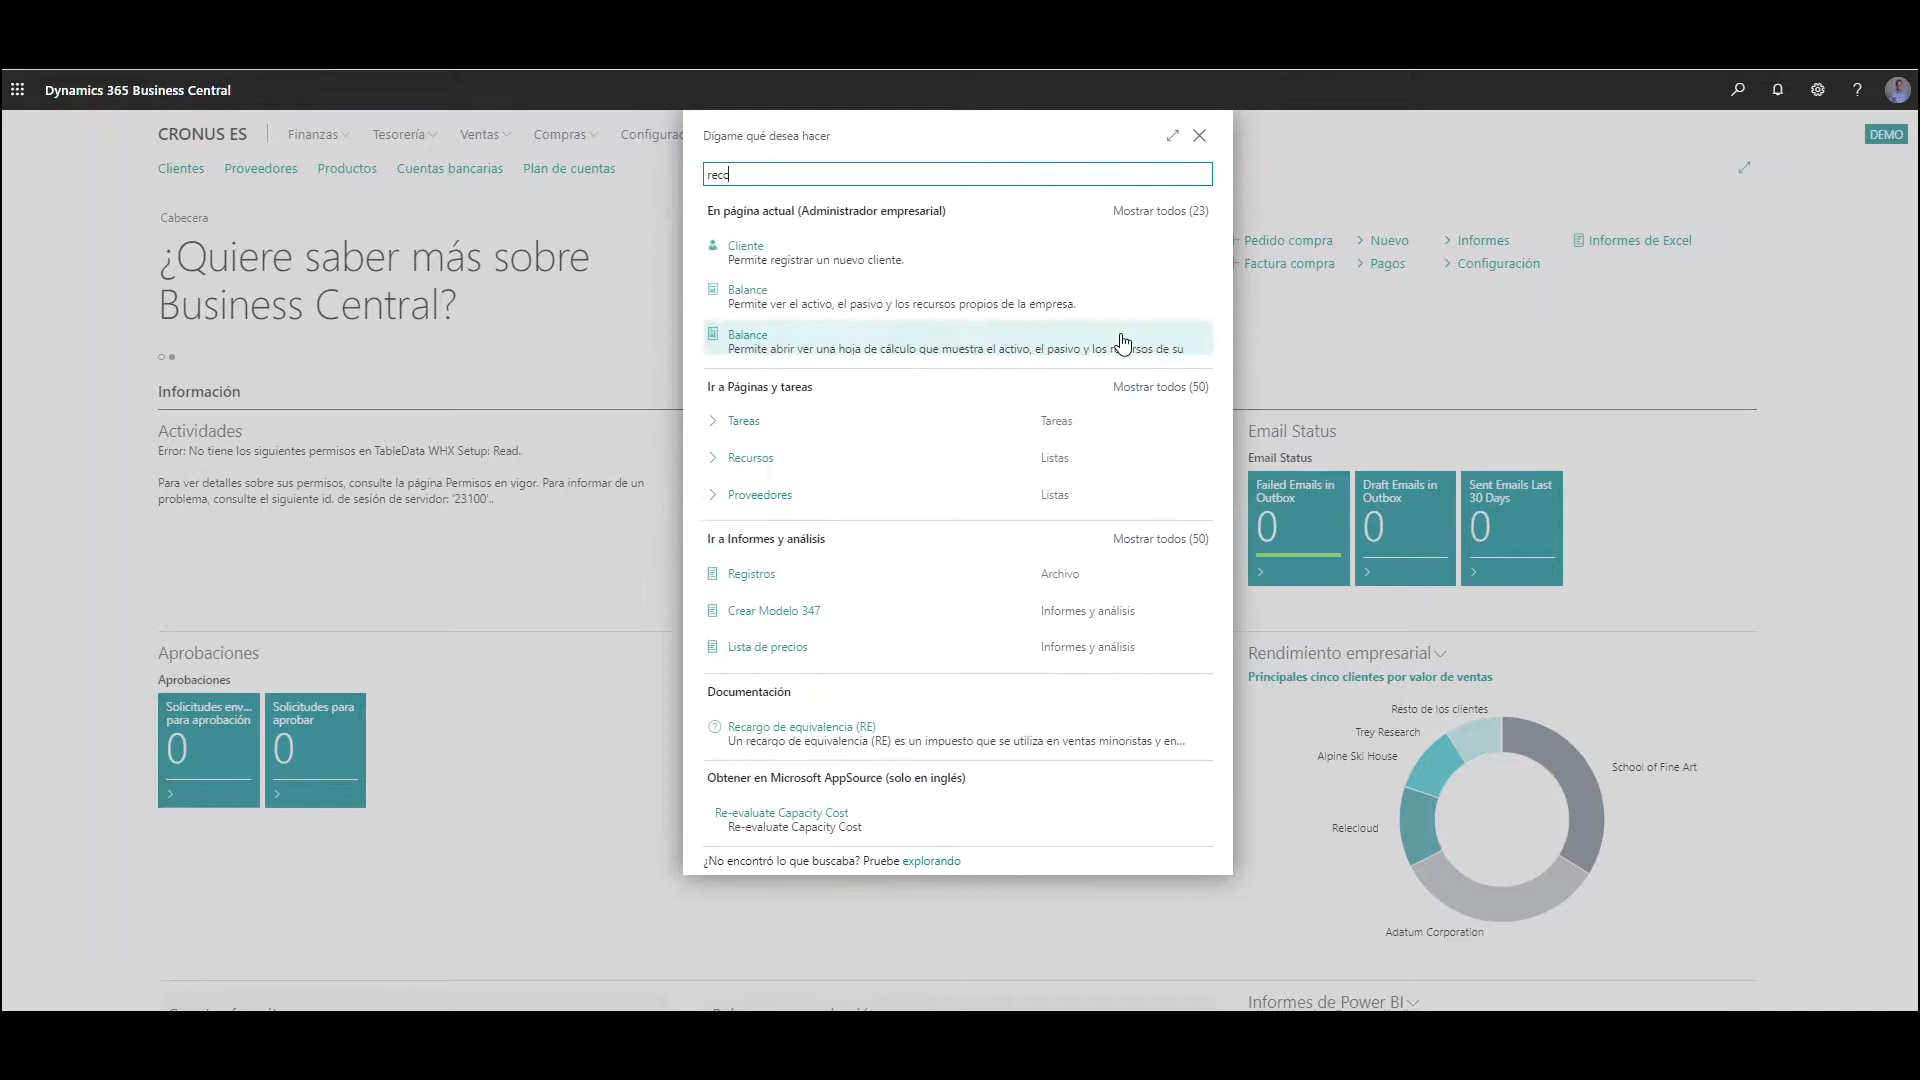 Dynamics 365 Business Central
CRONUS ES
Finanzas
Tesorería
Ventas
Compras
DEMO
Clientes
Proveedores
Productos
Cuentas bancarias
Plan de cuentas
Cabecera
¿Quiere saber más sobre
Business Central?
Información
Actividades
Error: No tiene los siguientes permisos en TableData WHX Setup: Read.
Para ver detalles sobre sus permisos, consulte la página Permisos en vigor. Para informar de un
problema, consulte el siguiente id. de sesión de servidor: '23100'..
Aprobaciones
Aprobaciones
Solicitudes env...
para aprobación
0
Solicitudes para
aprobar
0
Dígame qué desea hacer
reco
En página actual (Administrador empresarial)
Mostrar todos (23)
Cliente
Permite registrar un nuevo cliente.
Balance
Permite ver el activo, el pasivo y los recursos propios de la empresa.
Balance
Permite abrir ver una hoja de cálculo que muestra el activo, el pasivo y los recursos de su
Ir a Páginas y tareas
Mostrar todos (50)
Tareas
Tareas
Recursos
Listas
Proveedores
Listas
Ir a Informes y análisis
Mostrar todos (50)
Registros
Archivo
Crear Modelo 347
Informes y análisis
Lista de precios
Informes y análisis
Documentación
Recargo de equivalencia (RE)
Un recargo de equivalencia (RE) es un impuesto que se utiliza en ventas minoristas y en...
Obtener en Microsoft AppSource (solo en inglés)
Re-evaluate Capacity Cost
Re-evaluate Capacity Cost
¿No encontró lo que buscaba? Pruebe explorando
Pedido compra
Nuevo
Informes
Informes de Excel
Factura compra
Pagos
Configuración
Email Status
Email Status
Failed Emails in
Outbox
0
Draft Emails in
Outbox
0
Sent Emails Last
30 Days
0
Rendimiento empresarial
Principales cinco clientes por valor de ventas
Resto de los clientes
Trey Research
Alpine Ski House
School of Fine Art
Relecloud
Adatum Corporation
Informes de Power BI